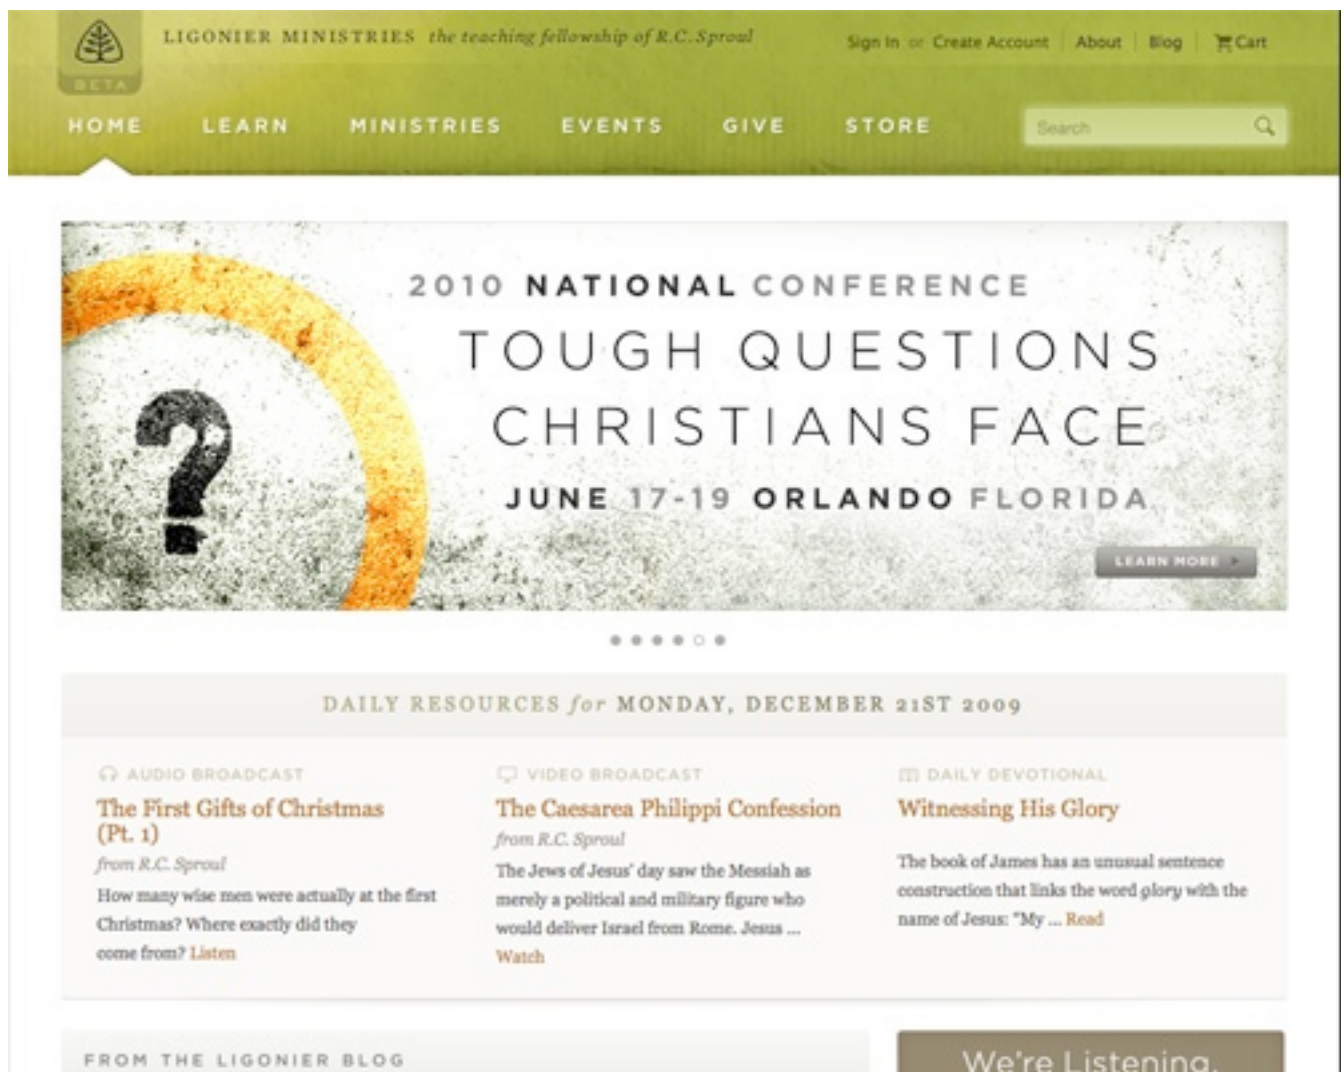 LIGONIER MINISTRIES the teaching fellowship of R.C. Sproul
Sign In or Create Account About Blog Cart
BETA
HOME LEARN MINISTRIES EVENTS GIVE STORE
Search
2010 NATIONAL CONFERENCE
TOUGH QUESTIONS
CHRISTIANS FACE
?
JUNE 17-19 ORLANDO FLORIDA
LEARN MORE
DAILY RESOURCES for MONDAY, DECEMBER 21ST 2009
AUDIO BROADCAST
The First Gifts of Christmas
(Pt. 1)
from R.C. Sproul
How many wise men were actually at the first
Christmas? Where exactly did they
come from? Listen
VIDEO BROADCAST
The Caesarea Philippi Confession
from R.C. Sproul
The Jews of Jesus' day saw the Messiah as
merely a political and military figure who
would deliver Israel from Rome. Jesus ...
Watch
DAILY DEVOTIONAL
Witnessing His Glory
The book of James has an unusual sentence
construction that links the word glory with the
name of Jesus: "My ... Read
FROM THE LIGONIER BLOG
We're Listening.